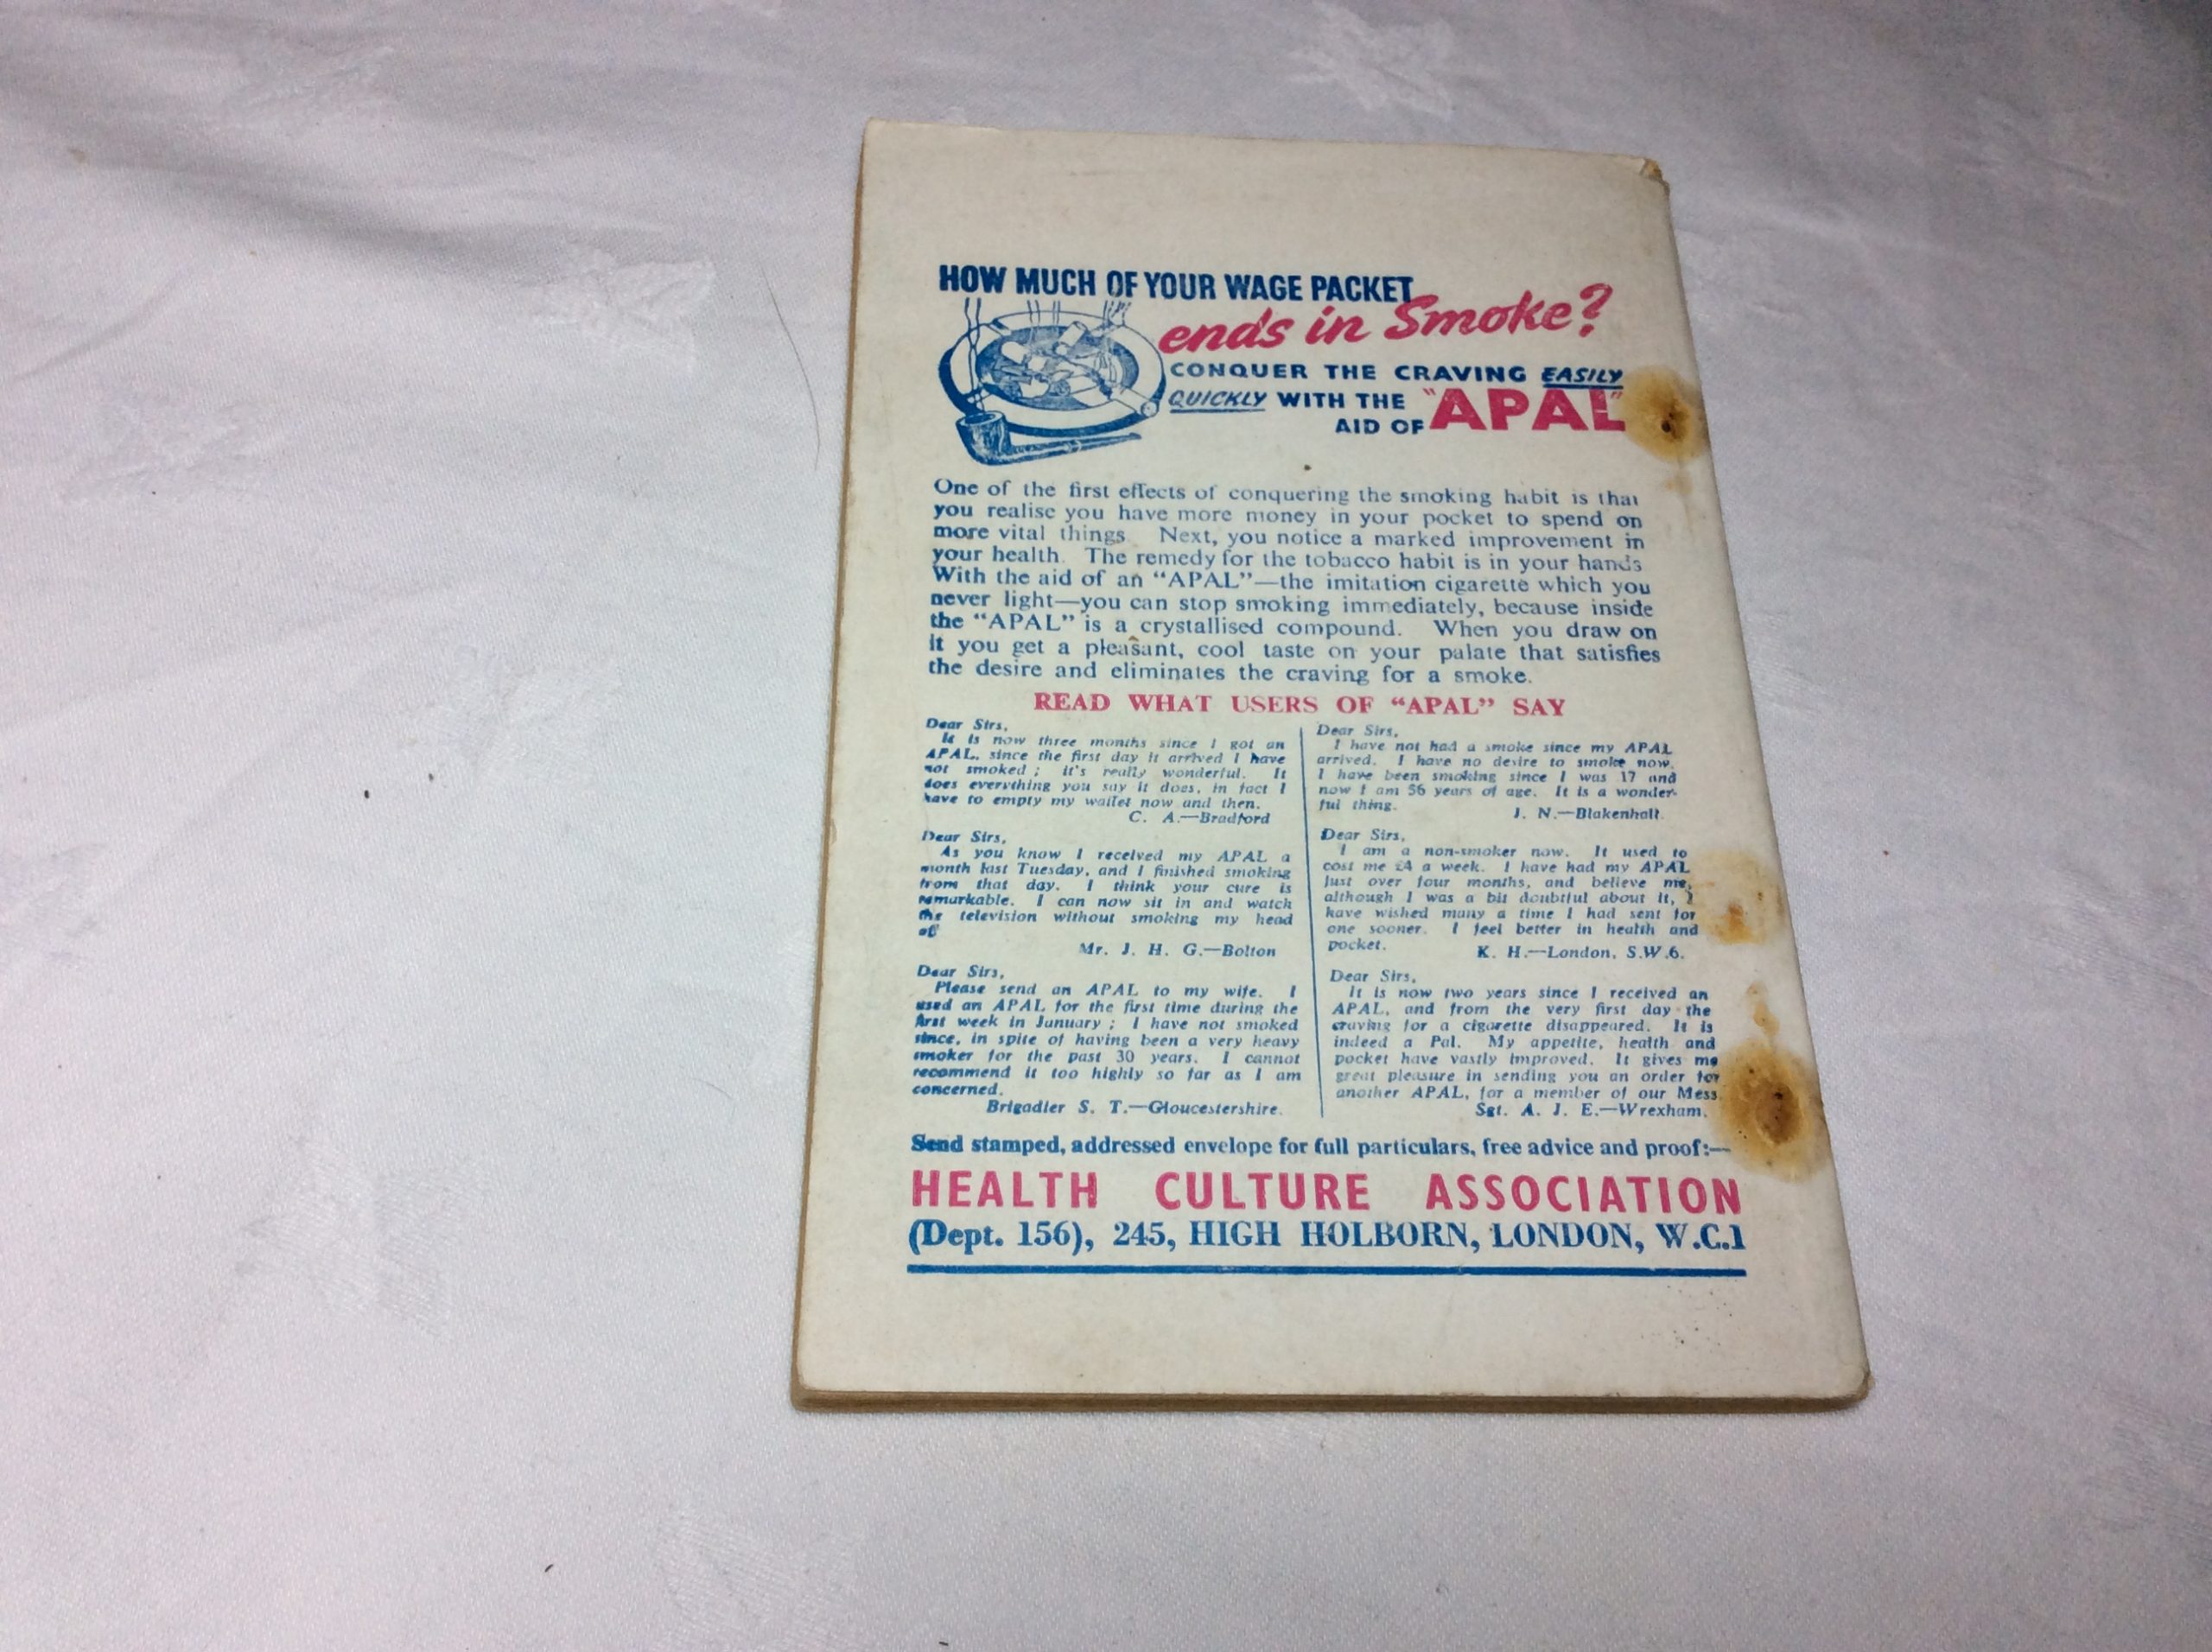 HOW MUCH OF YOUR WAGE PACKET
ends in Smoke?
CONQUER THE CRAVING EASILY
QUICKLY WITH THE "APAL"
AID OF
One of the first effects of conquering the smoking habit is that
you realise you have more money in your pocket to spend on
more vital things. Next, you notice a marked improvement in
your health. The remedy for the tobacco habit is in your hands
With the aid of an “APAL”—the imitation cigarette which you
never light—you can stop smoking immediately, because inside
the “APAL” is a crystallised compound. When you draw on
it you get a pleasant, cool taste on your palate that satisfies
the desire and eliminates the craving for a smoke.
READ WHAT USERS OF “APAL” SAY
Dear Sirs,
It is now three months since I got an
APAL, since the first day it arrived I have
not smoked ; it's really wonderful. It
does everything you say it does, in fact I
have to empty my wallet now and then.
C. A.—Bradford
Dear Sirs,
As you know I received my APAL a
month last Tuesday, and I finished smoking
from that day. I think your cure is
remarkable. I can now sit in and watch
the television without smoking my head
off
Mr. J. H. G.—Bolton
Dear Sirs,
Please send an APAL to my wife. I
used an APAL for the first time during the
first week in January ; I have not smoked
since, in spite of having been a very heavy
smoker for the past 30 years. I cannot
recommend it too highly so far as I am
concerned.
Brigadier S. T.—Gloucestershire.
Dear Sirs,
I have not had a smoke since my APAL
arrived. I have no desire to smoke now.
I have been smoking since I was 17 and
now I am 56 years of age. It is a wonder-
ful thing.
J. N.—Blakenhall.
Dear Sirs,
I am a non-smoker now. It used to
cost me £4 a week. I have had my APAL
just over four months, and believe me,
although I was a bit doubtful about it, I
have wished many a time I had sent for
one sooner. I feel better in health and
pocket.
K. H.—London, S.W.6.
Dear Sirs,
It is now two years since I received an
APAL, and from the very first day the
craving for a cigarette disappeared. It is
indeed a Pal. My appetite, health and
pocket have vastly improved. It gives me
great pleasure in sending you an order for
another APAL, for a member of our Mess.
Sgt. A. J. E.—Wrexham.
Send stamped, addressed envelope for full particulars, free advice and proof:—
HEALTH CULTURE ASSOCIATION
(Dept. 156), 245, HIGH HOLBORN, LONDON, W.C.1